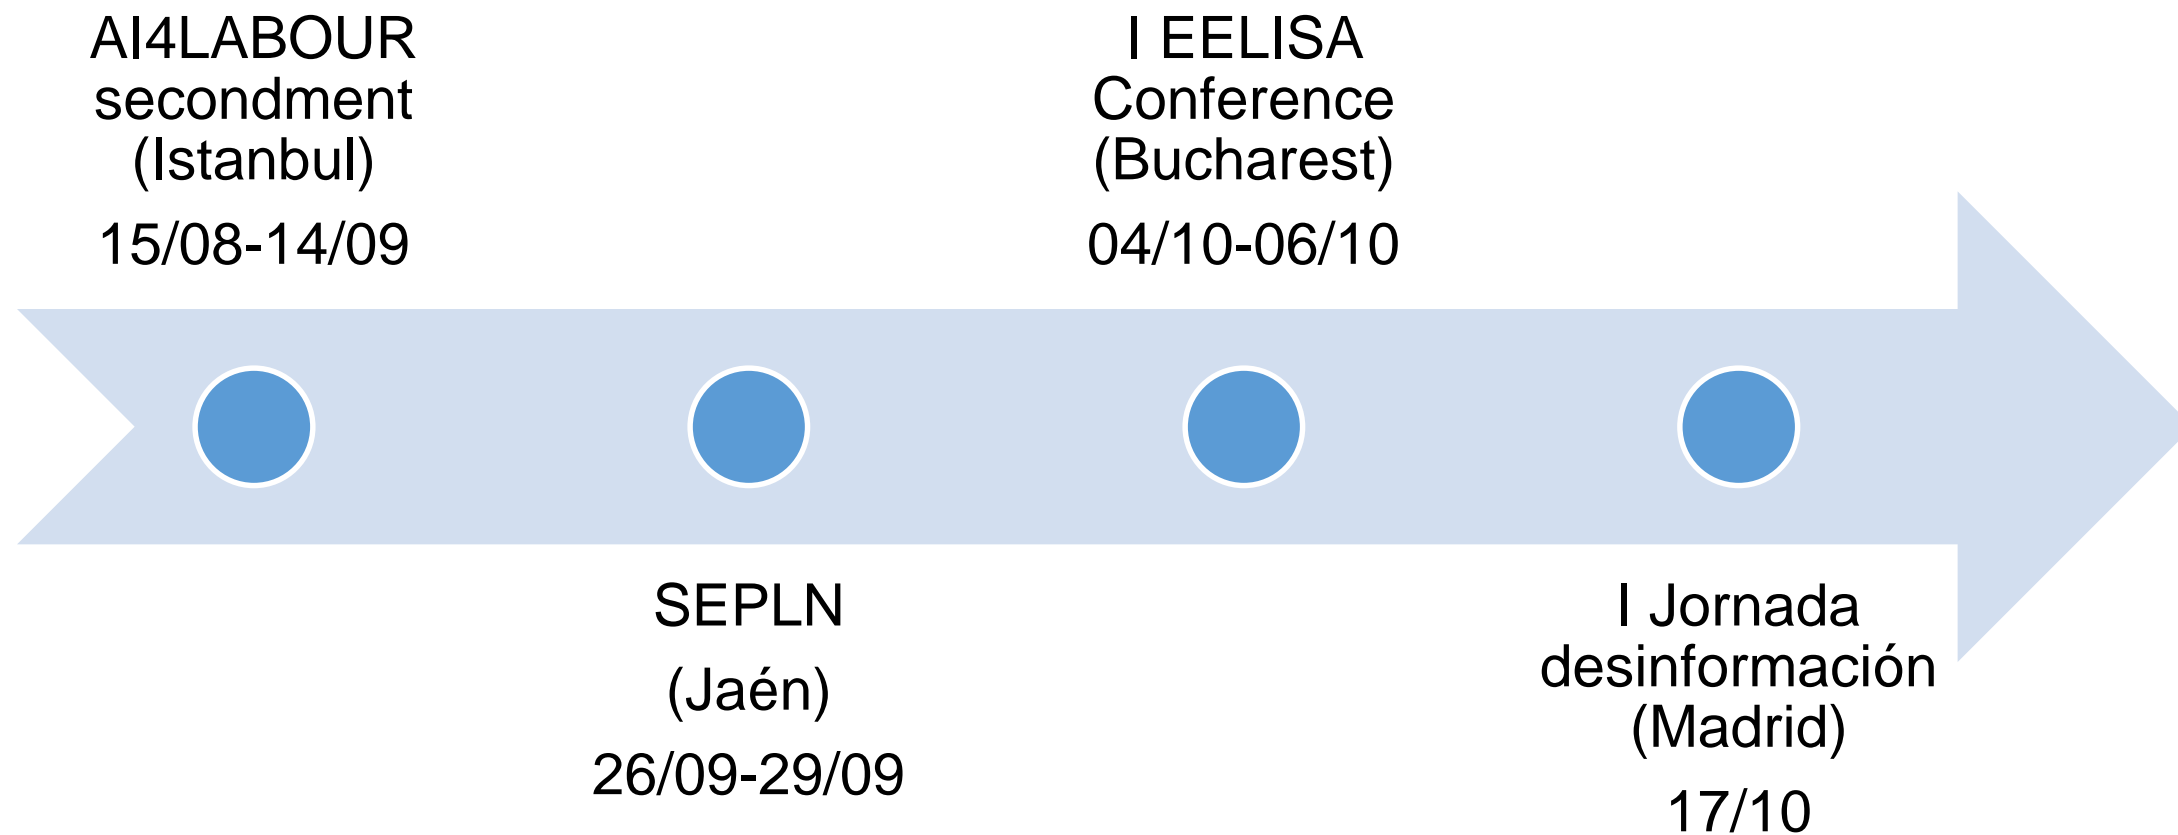 AI4LABOUR
secondment
(Istanbul)
15/08-14/09
SEPLN
(Jaén)
26/09-29/09
I EELISA
Conference
(Bucharest)
04/10-06/10
I Jornada
desinformación
(Madrid)
17/10